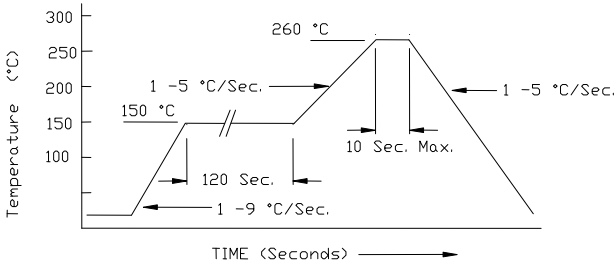 300
260 °C
250
200
1 -5 °C/Sec.
1 -5 °C/Sec.
150 °C
150
10 Sec. Max.
100
120 Sec.
1 -9 °C/Sec.
Temperature (°C)
TIME (Seconds)